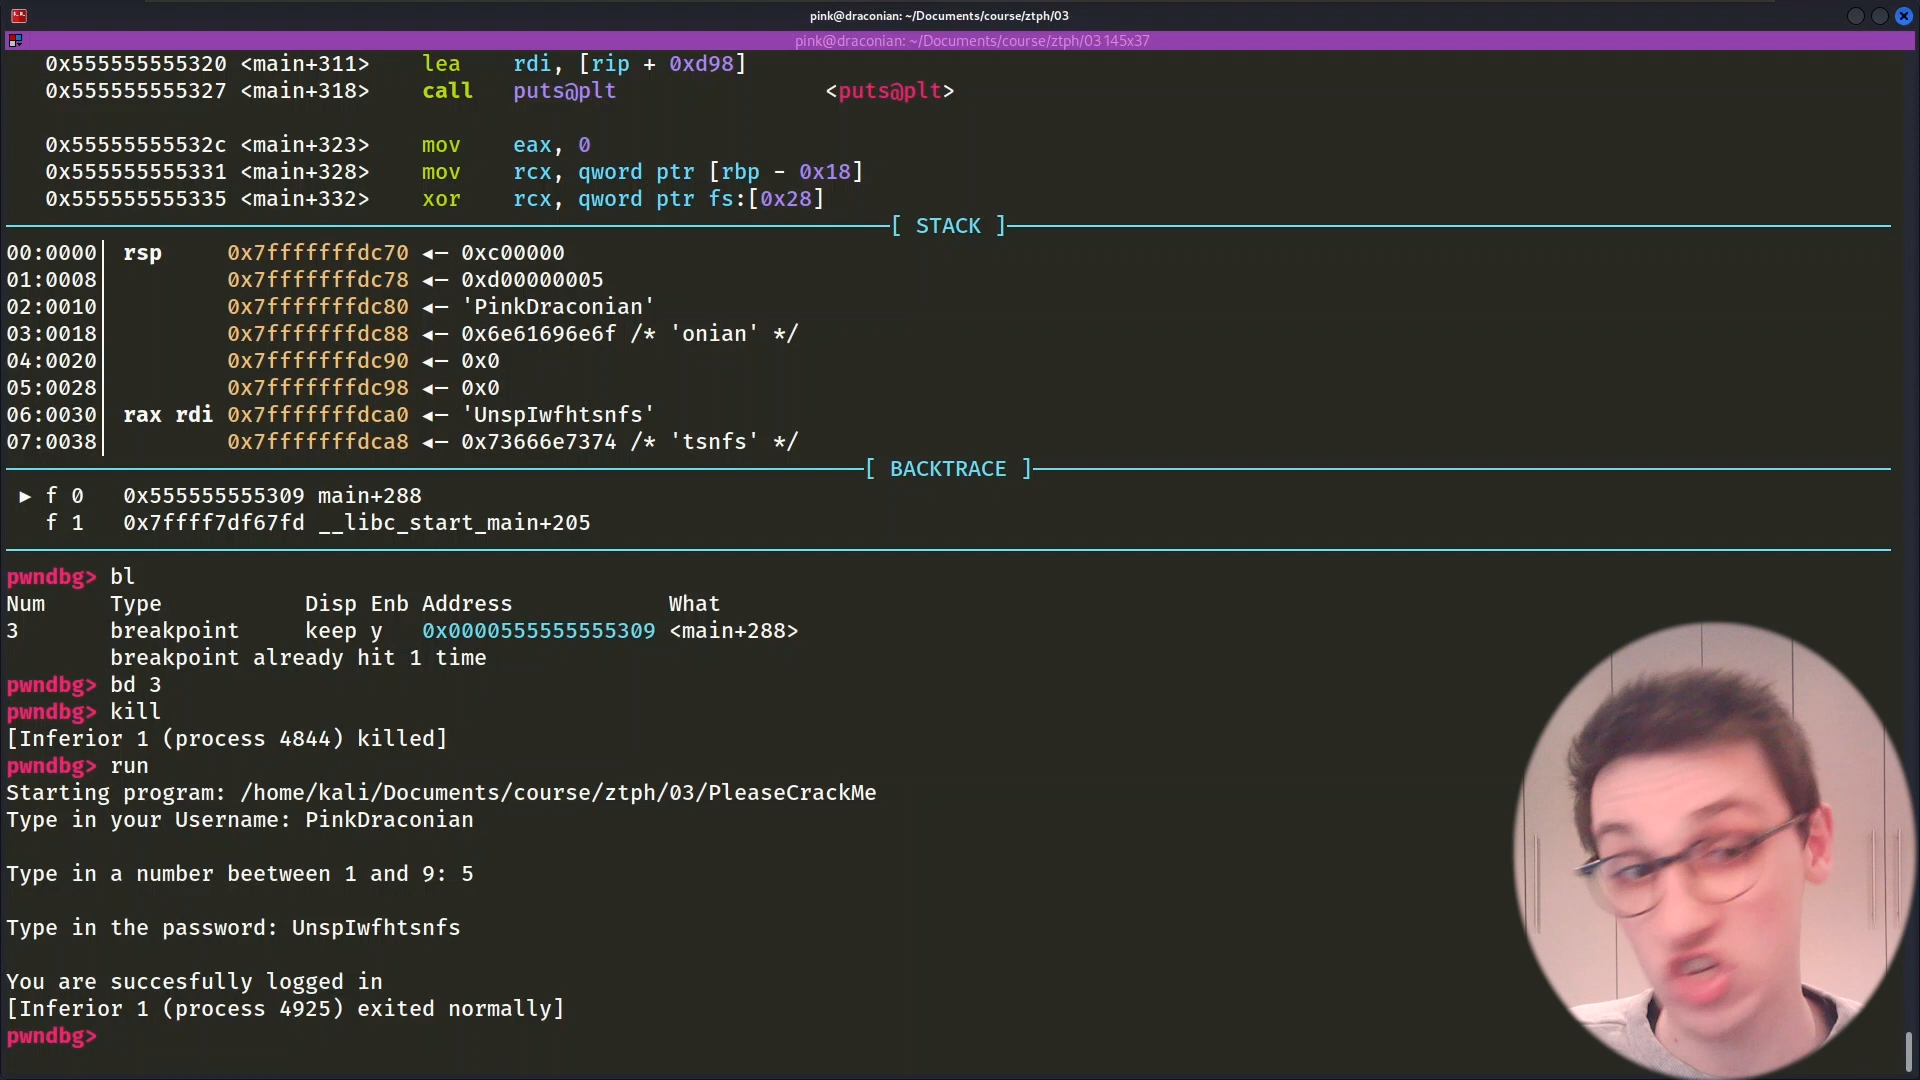 pink@draconian: ~/Documents/course/ztph/03
pink@draconian: ~/Documents/course/ztph/03 145x37
0x555555555320 <main+311>    lea    rdi, [rip + 0xd98]
0x555555555327 <main+318>    call   puts@plt                <puts@plt>
0x55555555532c <main+323>    mov    eax, 0
0x555555555331 <main+328>    mov    rcx, qword ptr [rbp - 0x18]
0x555555555335 <main+332>    xor    rcx, qword ptr fs:[0x28]
[ STACK ]
00:0000│ rsp     0x7fffffffdc70 ◂— 0xc00000
01:0008│         0x7fffffffdc78 ◂— 0xd00000005
02:0010│         0x7fffffffdc80 ◂— 'PinkDraconian'
03:0018│         0x7fffffffdc88 ◂— 0x6e61696e6f /* 'onian' */
04:0020│         0x7fffffffdc90 ◂— 0x0
05:0028│         0x7fffffffdc98 ◂— 0x0
06:0030│ rax rdi 0x7fffffffdca0 ◂— 'UnspIwfhtsnfs'
07:0038│         0x7fffffffdca8 ◂— 0x73666e7374 /* 'tsnfs' */
[ BACKTRACE ]
► f 0   0x555555555309 main+288
f 1   0x7ffff7df67fd __libc_start_main+205
pwndbg> bl
Num     Type           Disp Enb Address            What
3       breakpoint     keep y   0x0000555555555309 <main+288>
breakpoint already hit 1 time
pwndbg> bd 3
pwndbg> kill
[Inferior 1 (process 4844) killed]
pwndbg> run
Starting program: /home/kali/Documents/course/ztph/03/PleaseCrackMe
Type in your Username: PinkDraconian
Type in a number beetween 1 and 9: 5
Type in the password: UnspIwfhtsnfs
You are succesfully logged in
[Inferior 1 (process 4925) exited normally]
pwndbg>